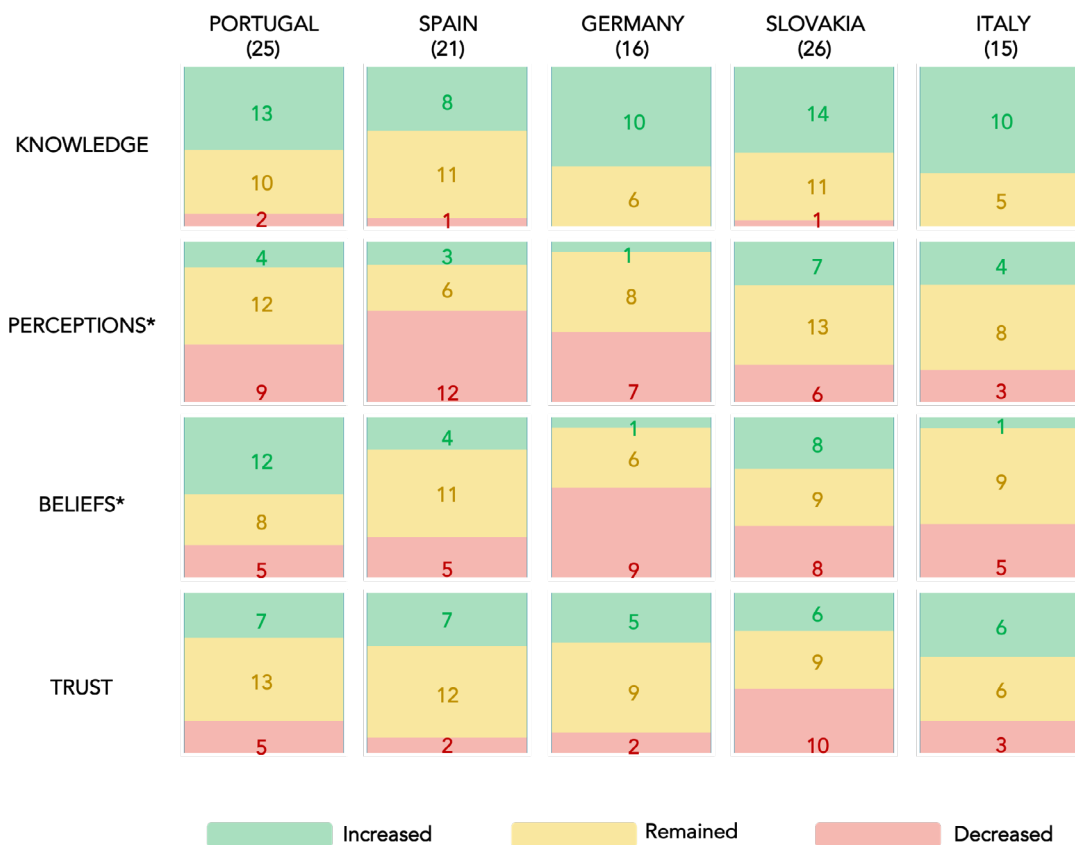 PORTUGAL SPAIN GERMANY SLOVAKIA ITALY
(25) (21) (16) (26) (15)
13 8 10 14 10
KNOWLEDGE
10 11 6 11 5
2 1 1
4 3 1 7 4
12 6 8 13 8
PERCEPTIONS*
9 12 7 6 3
12 4 1 8 1
8 11 6 9 9
BELIEFS*
5 5 9 8 5
7 7 5 6 6
13 12 9 9 6
TRUST
5 2 2 10 3
Increased Remained Decreased